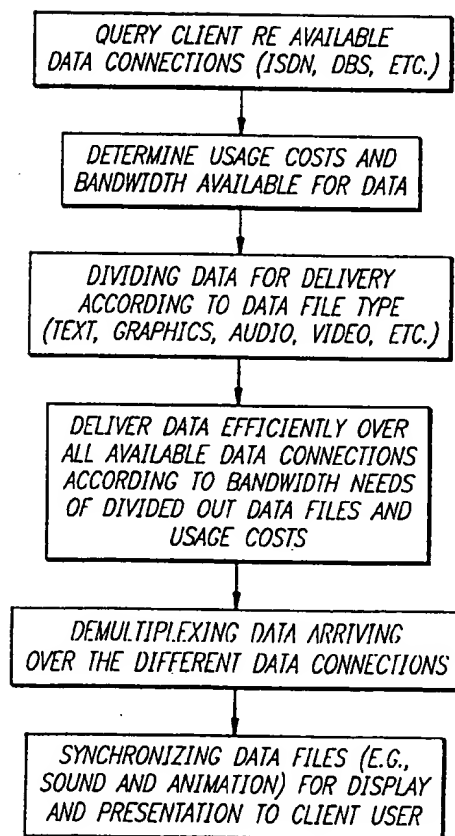 QUERY CLIENT RE AVAILABLE
DATA CONNECTIONS (ISDN, DBS, ETC.)
DETERMINE USAGE COSTS AND
BANDWIDTH AVAILABLE FOR DATA
DIVIDING DATA FOR DELIVERY
ACCORDING TO DATA FILE TYPE
(TEXT, GRAPHICS, AUDIO, VIDEO, ETC.)
DELIVER DATA EFFICIENTLY OVER
ALL AVAILABLE DATA CONNECTIONS
ACCORDING TO BANDWIDTH NEEDS
OF DIVIDED OUT DATA FILES AND
USAGE COSTS
DEMULTIPLEXING DATA ARRIVING
OVER THE DIFFERENT DATA CONNECTIONS
SYNCHRONIZING DATA FILES (E.G.,
SOUND AND ANIMATION) FOR DISPLAY
AND PRESENTATION TO CLIENT USER